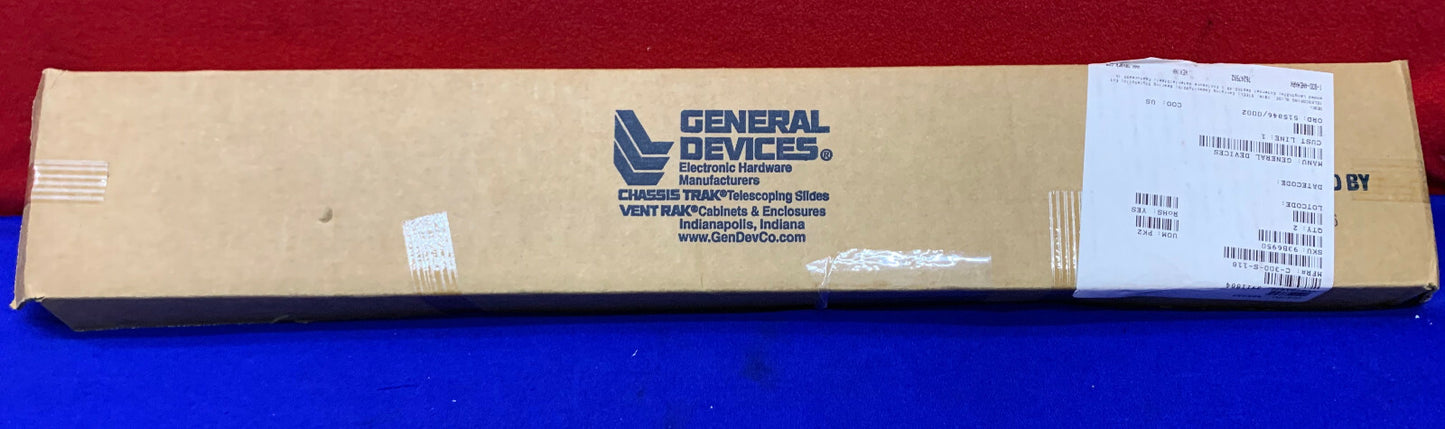 GENERAL
DEVICES®
Electronic Hardware
Manufacturers
CHASSIS TRAK® Telescoping Slides
VENT RAK® Cabinets & Enclosures
Indianapolis, Indiana
www.GenDevCo.com
BY
MFR#: C-300-S-118
SKU: 93B6950
QTY: 2
UOM: PK2
LOTCODE:
RoHS: YES
DATECODE:
MANU: GENERAL DEVICES
CUST LINE: 1
ORD: 515846/0002
COO: US